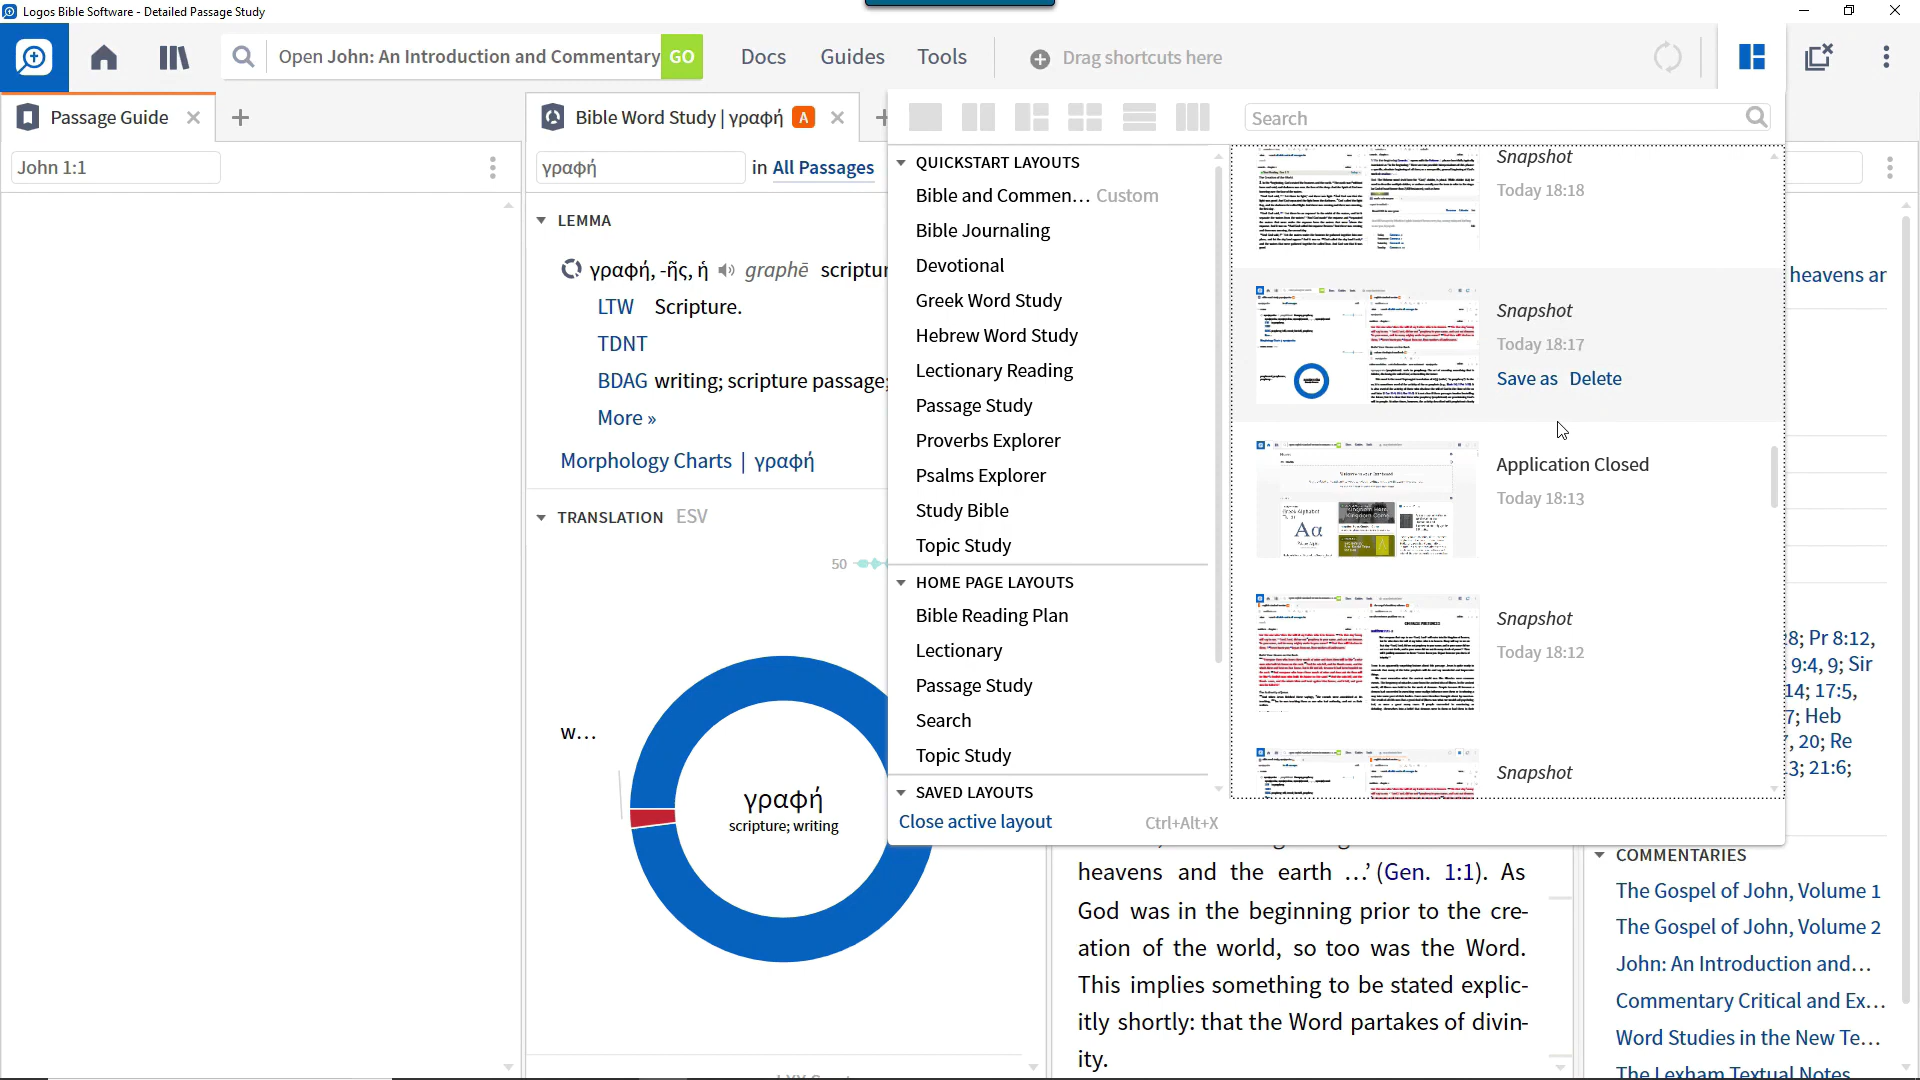 Logos Bible Software - Detailed Passage Study
Open John: An Introduction and Commentary
GO
Docs
Guides
Tools
Drag shortcuts here
Passage Guide
John 1:1
Bible Word Study | γραφή
A
γραφή
in All Passages
LEMMA
γραφή, -ῆς, ἡ graphē scriptur
LTW Scripture.
TDNT
BDAG writing; scripture passage;
More »
Morphology Charts | γραφή
TRANSLATION ESV
50
w…
γραφή
scripture; writing
Search
QUICKSTART LAYOUTS
Bible and Commen… Custom
Bible Journaling
Devotional
Greek Word Study
Hebrew Word Study
Lectionary Reading
Passage Study
Proverbs Explorer
Psalms Explorer
Study Bible
Topic Study
HOME PAGE LAYOUTS
Bible Reading Plan
Lectionary
Passage Study
Search
Topic Study
SAVED LAYOUTS
Close active layout
Ctrl+Alt+X
Snapshot
Today 18:18
Snapshot
Today 18:17
Save as Delete
Application Closed
Today 18:13
Snapshot
Today 18:12
Snapshot
heavens and the earth …’ (Gen. 1:1). As
God was in the beginning prior to the cre-
ation of the world, so too was the Word.
This implies something to be stated explic-
itly shortly: that the Word partakes of divin-
ity.
heavens ar
8; Pr 8:12,
9:4, 9; Sir
14; 17:5,
7; Heb
, 20; Re
3; 21:6;
COMMENTARIES
The Gospel of John, Volume 1
The Gospel of John, Volume 2
John: An Introduction and…
Commentary Critical and Ex…
Word Studies in the New Te…
The Lexham Textual Notes